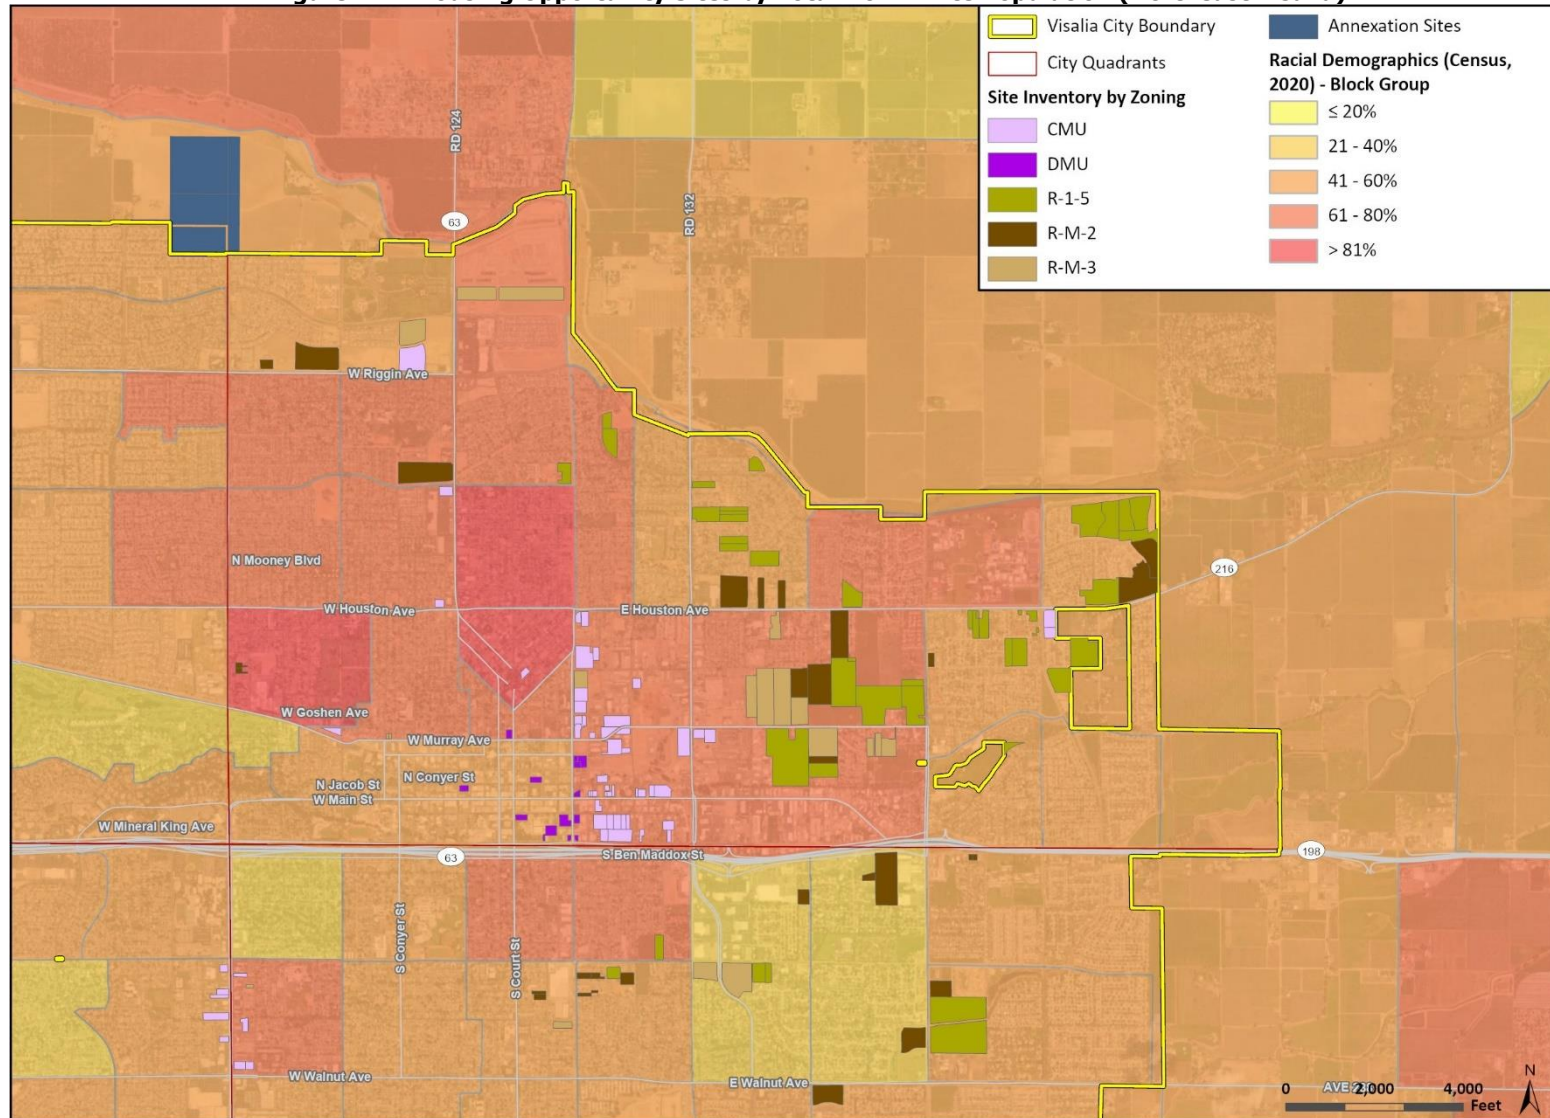 Visalia City Boundary
City Quadrants
Site Inventory by Zoning
CMU
DMU
R-1-5
R-M-2
R-M-3
Annexation Sites
Racial Demographics (Census,
2020) - Block Group
≤ 20%
21 - 40%
41 - 60%
61 - 80%
> 81%
RD 124
63
RD 132
W Riggin Ave
N Mooney Blvd
216
W Houston Ave
E Houston Ave
W Goshen Ave
W Murray Ave
N Jacob St
N Conyer St
W Main St
W Mineral King Ave
63
S Ben Maddox St
198
S Conyer St
S Court St
W Walnut Ave
E Walnut Ave
AVE
0 2,000 4,000
Feet
N